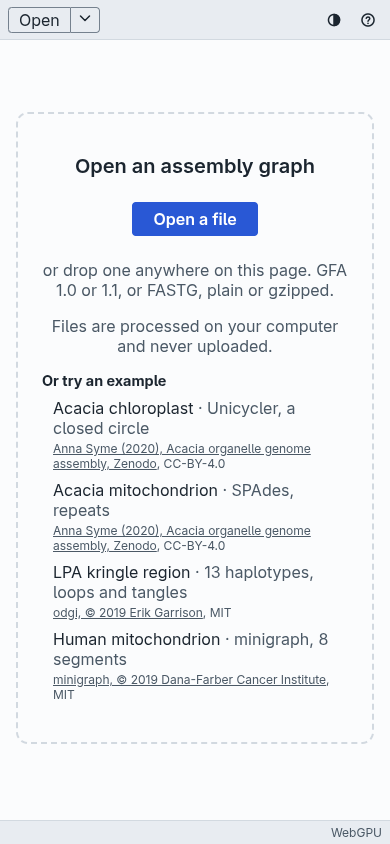 Open
Open an assembly graph
Open a file
or drop one anywhere on this page. GFA
1.0 or 1.1, or FASTG, plain or gzipped.
Files are processed on your computer
and never uploaded.
Or try an example
Acacia chloroplast · Unicycler, a
closed circle
Anna Syme (2020), Acacia organelle genome
assembly, Zenodo, CC-BY-4.0
Acacia mitochondrion · SPAdes,
repeats
Anna Syme (2020), Acacia organelle genome
assembly, Zenodo, CC-BY-4.0
LPA kringle region · 13 haplotypes,
loops and tangles
odgi, © 2019 Erik Garrison, MIT
Human mitochondrion · minigraph, 8
segments
minigraph, © 2019 Dana-Farber Cancer Institute,
MIT
WebGPU